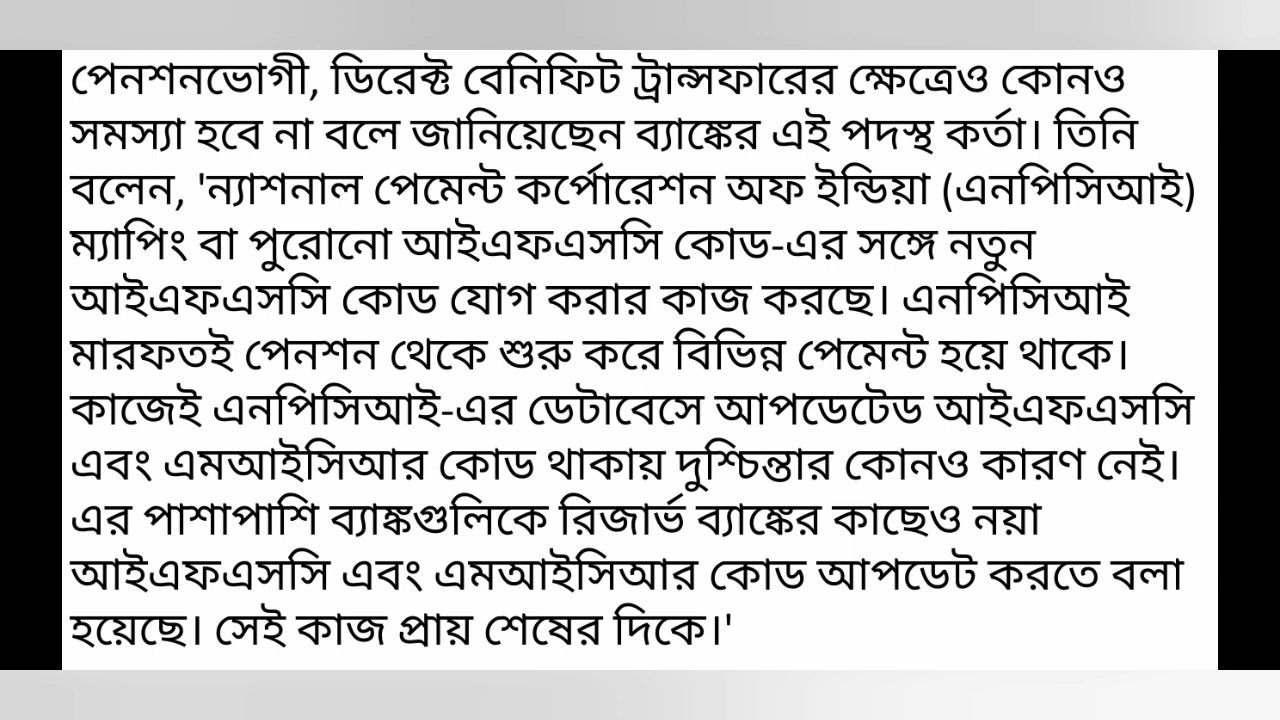 পেনশনভোগী, ডিরেক্ট বেনিফিট ট্রান্সফারের ক্ষেত্রেও কোনও
সমস্যা হবে না বলে জানিয়েছেন ব্যাঙ্কের এই পদস্থ কর্তা। তিনি
বলেন, 'ন্যাশনাল পেমেন্ট কর্পোরেশন অফ ইন্ডিয়া (এনপিসিআই)
ম্যাপিং বা পুরোনো আইএফএসসি কোড-এর সঙ্গে নতুন
আইএফএসসি কোড যোগ করার কাজ করছে। এনপিসিআই
মারফতই পেনশন থেকে শুরু করে বিভিন্ন পেমেন্ট হয়ে থাকে।
কাজেই এনপিসিআই-এর ডেটাবেসে আপডেটেড আইএফএসসি
এবং এমআইসিআর কোড থাকায় দুশ্চিন্তার কোনও কারণ নেই।
এর পাশাপাশি ব্যাঙ্কগুলিকে রিজার্ভ ব্যাঙ্কের কাছেও নয়া
আইএফএসসি এবং এমআইসিআর কোড আপডেট করতে বলা
হয়েছে। সেই কাজ প্রায় শেষের দিকে।'